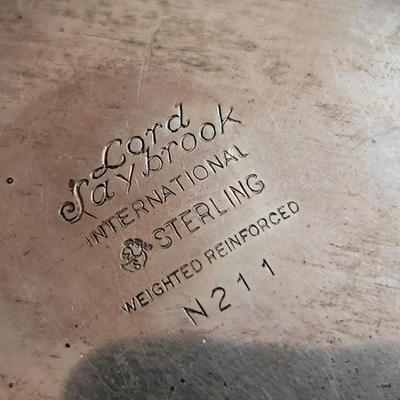 Lord
Saybrook
INTERNATIONAL
STERLING
WEIGHTED REINFORCED
N211